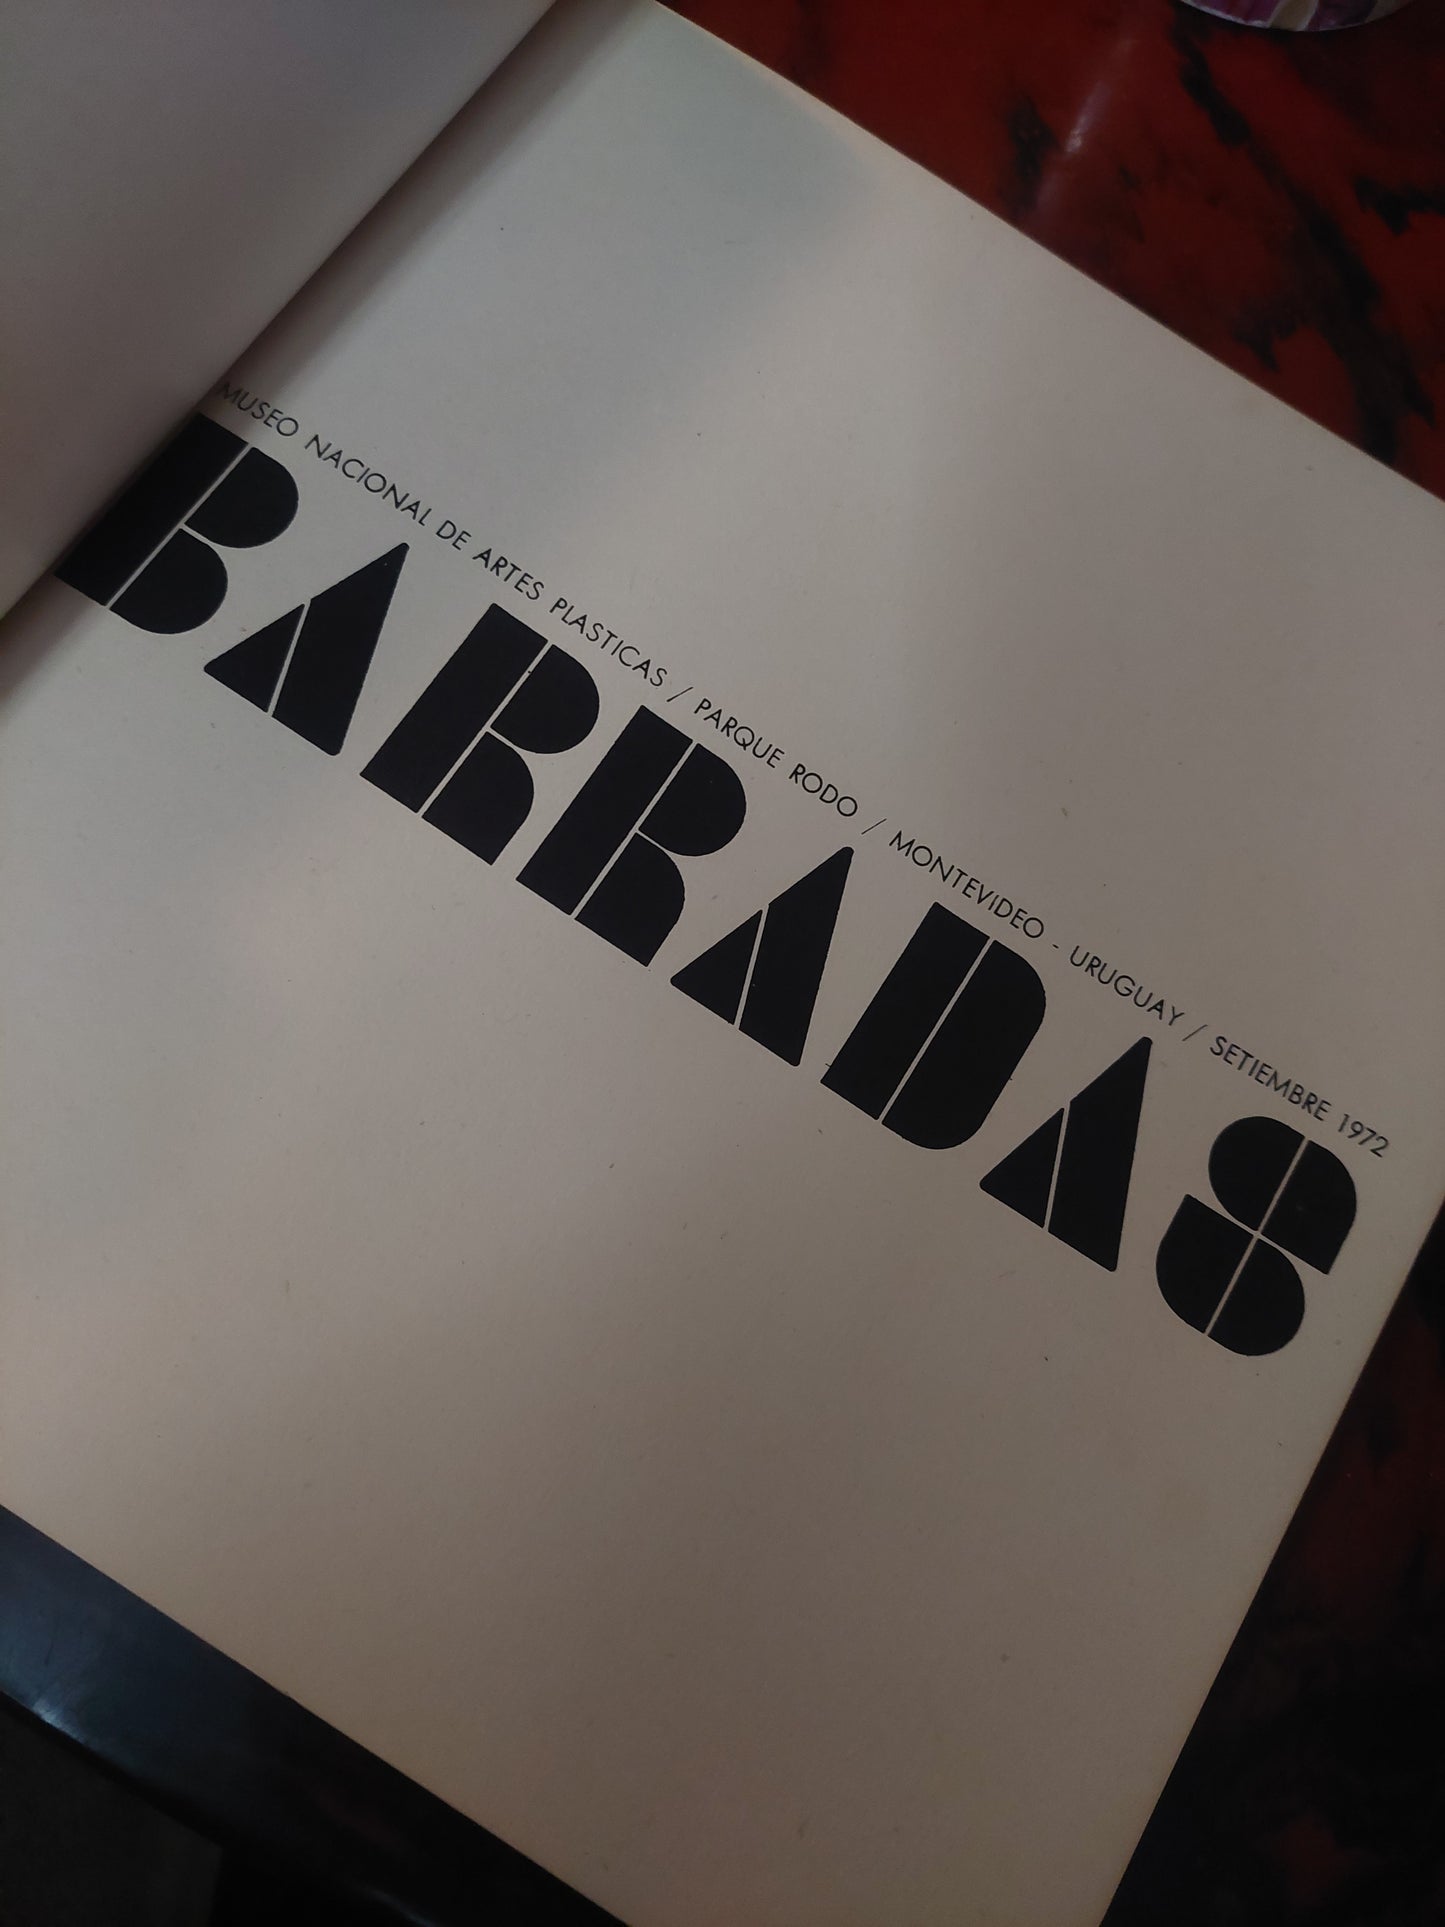 MUSEO NACIONAL DE ARTES PLASTICAS / PARQUE RODO / MONTEVIDEO - URUGUAY / SETIEMBRE 1972
BARRADAS